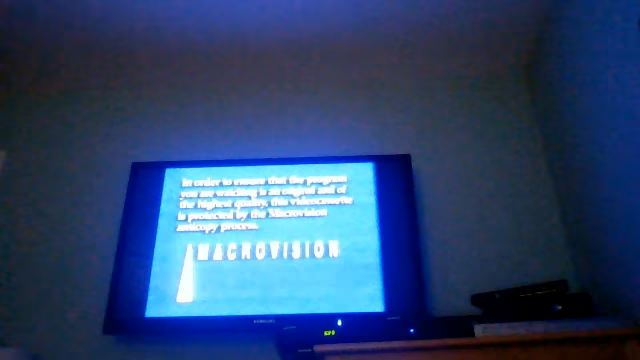 In order to ensure that the program
you are watching is an original and of
the highest quality, this videocassette
is protected by the Macrovision
anticopy process.
MACROVISION
SAMSUNG